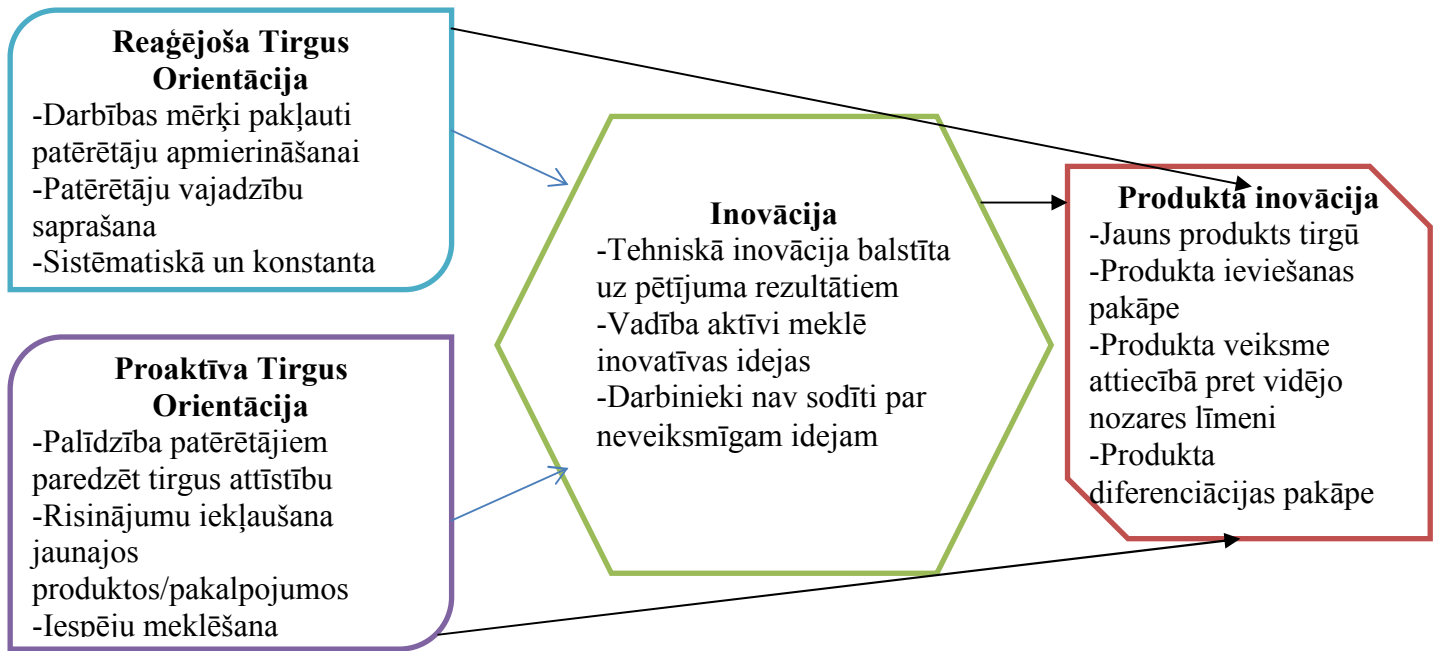 Reaģējoša Tirgus
Orientācija
-Darbības mērķi pakļauti
patērētāju apmierināšanai
-Patērētāju vajadzību
saprašana
-Sistēmatiskā un konstanta
Proaktīva Tirgus
Orientācija
-Palīdzība patērētājiem
paredzēt tirgus attīstību
-Risinājumu iekļaušana
jaunajos
produktos/pakalpojumos
-Iespēju meklēšana
Inovācija
-Tehniskā inovācija balstīta
uz pētījuma rezultātiem
-Vadība aktīvi meklē
inovatīvas idejas
-Darbinieki nav sodīti par
neveiksmīgam idejam
Produkta inovācija
-Jauns produkts tirgū
-Produkta ieviešanas
pakāpe
-Produkta veiksme
attiecībā pret vidējo
nozares līmeni
-Produkta
diferenciācijas pakāpe